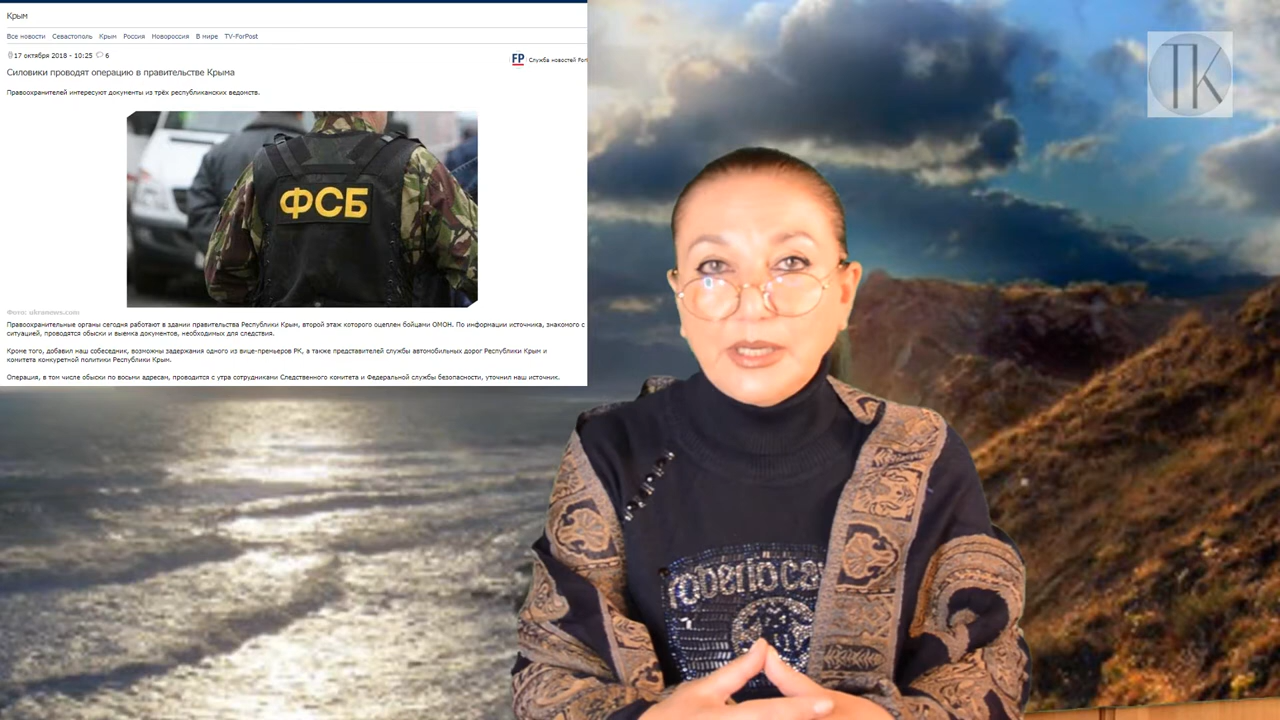 Крым
Все новости Севастополь Крым Россия Новороссия В мире TV-ForPost
17 октября 2018 - 10:25 6
FP Служба новостей For
Силовики проводят операцию в правительстве Крыма
Правоохранителей интересуют документы из трёх республиканских ведомств.
ФСБ
Фото: ukranews.com
Правоохранительные органы сегодня работают в здании правительства Республики Крым, второй этаж которого оцеплен бойцами ОМОН. По информации источника, знакомого с
ситуацией, проводятся обыски и выемка документов, необходимых для следствия.
Кроме того, добавил наш собеседник, возможны задержания одного из вице-премьеров РК, а также представителей службы автомобильных дорог Республики Крым и
комитета конкурентной политики Республики Крым.
Операция, в том числе обыски по восьми адресам, проводится с утра сотрудниками Следственного комитета и Федеральной службы безопасности, уточнил наш источник.
ПК
roberto ca